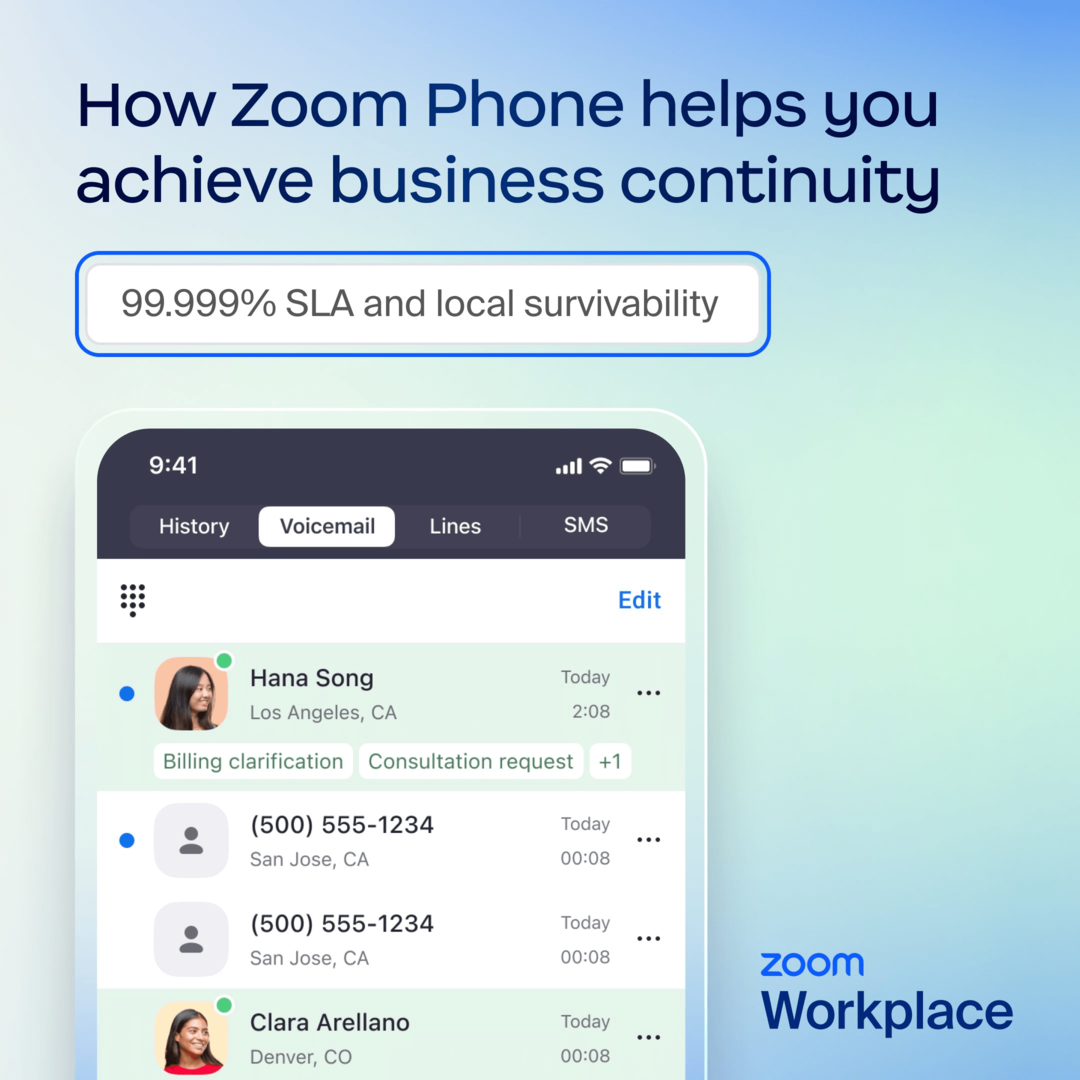 How Zoom Phone helps you
achieve business continuity
99.999% SLA and local survivability
9:41
History Voicemail Lines SMS
Edit
Hana Song Today
Los Angeles, CA 2:08
Billing clarification Consultation request +1
(500) 555-1234 Today
San Jose, CA 00:08
(500) 555-1234 Today
San Jose, CA 00:08
Clara Arellano Today
Denver, CO 00:08
zoom
Workplace